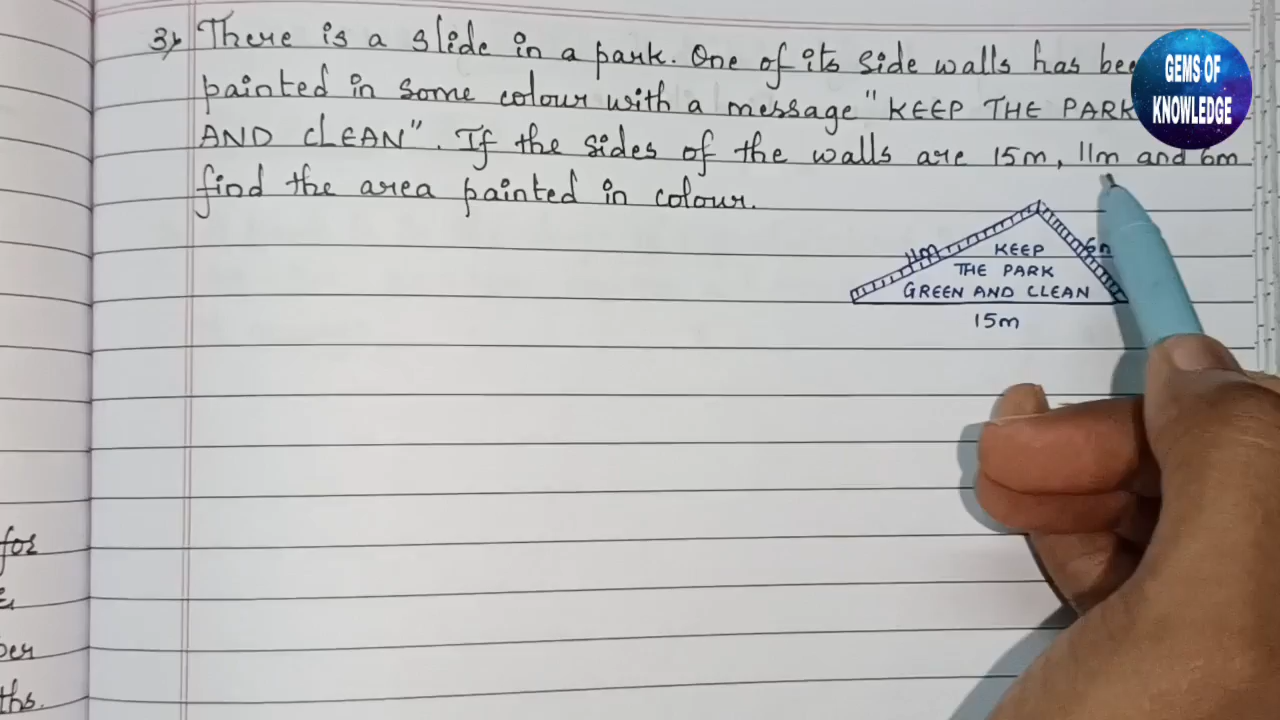 3) There is a slide in a park. One of its side walls has
painted in some colour with a message " KEEP THE PARK
AND CLEAN". If the sides of the walls are 15m, 11m and 6m
find the area painted in colour.
GEMS OF
KNOWLEDGE
11m
KEEP
THE PARK
GREEN AND CLEAN
15m
for
ths.